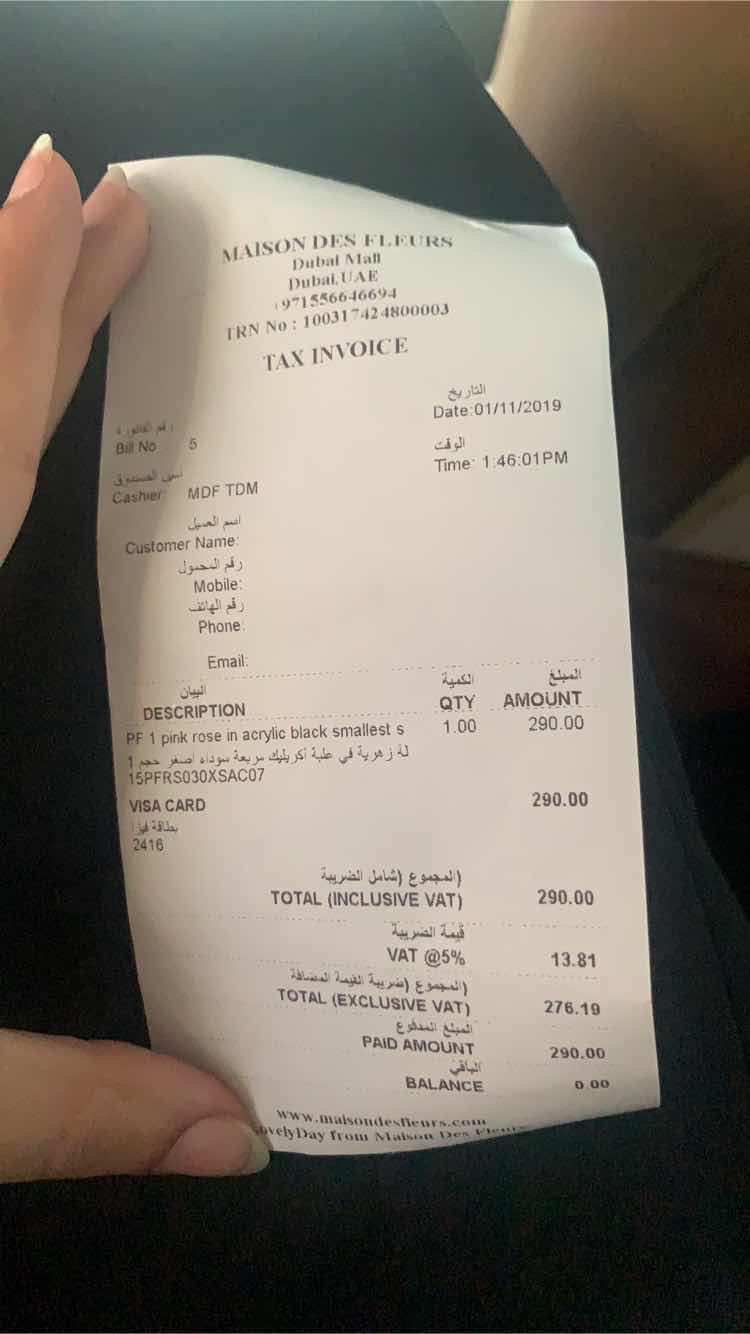 MAISON DES FLEURS
Dubai Mall
Dubai, UAE
+971556646694
TRN No : 100317424800003
TAX INVOICE
التاريخ
Date:01/11/2019
رقم الفاتورة
Bill No 5
الوقت
Time: 1:46:01PM
أمين الصندوق
Cashier: MDF TDM
اسم العميل
Customer Name:
رقم المحمول
Mobile:
رقم الهاتف
Phone:
Email:
البيان الكمية المبلغ
DESCRIPTION QTY AMOUNT
PF 1 pink rose in acrylic black smallest s 1.00 290.00
لة زهرية في علبة أكريليك مربعة سوداء أصغر حجم 1
15PFRS030XSAC07
VISA CARD 290.00
بطاقة فيزا
2416
المجموع (شامل الضريبة)
TOTAL (INCLUSIVE VAT) 290.00
قيمة الضريبة
VAT @5% 13.81
المجموع (ضريبة القيمة المضافة)
TOTAL (EXCLUSIVE VAT) 276.19
المبلغ المدفوع
PAID AMOUNT 290.00
الباقي
BALANCE 0.00
www.maisondesfleurs.com
ovelyDay from Maison Des Fleurs